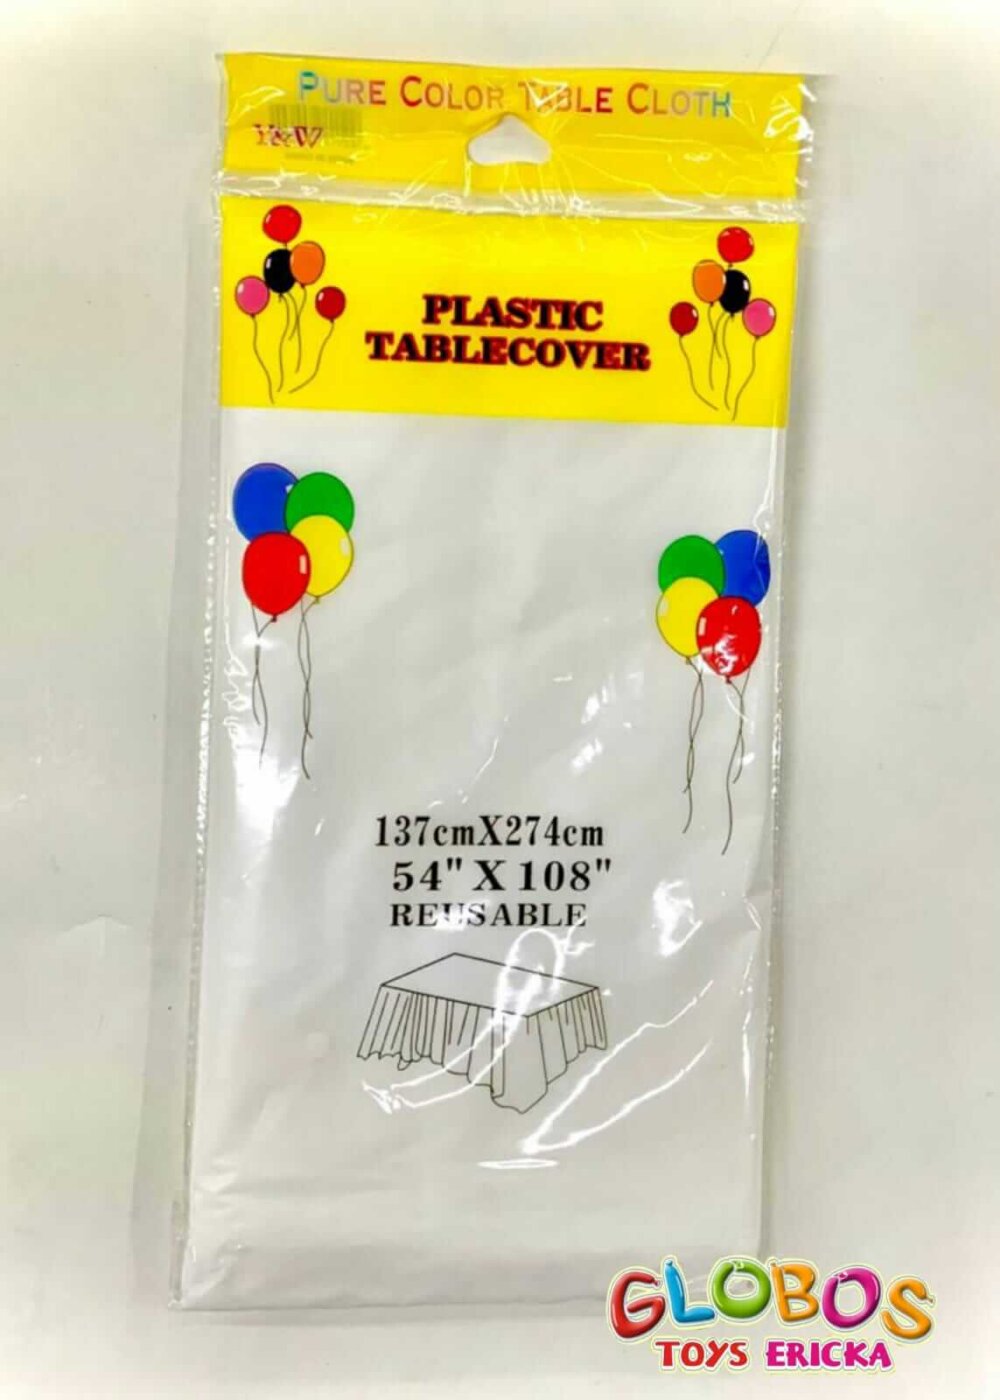 PURE COLOR TABLE CLOTH
Y&W
PLASTIC
TABLECOVER
137cmX274cm
54" X 108"
REUSABLE
GLOBOS
TOYS ERICKA